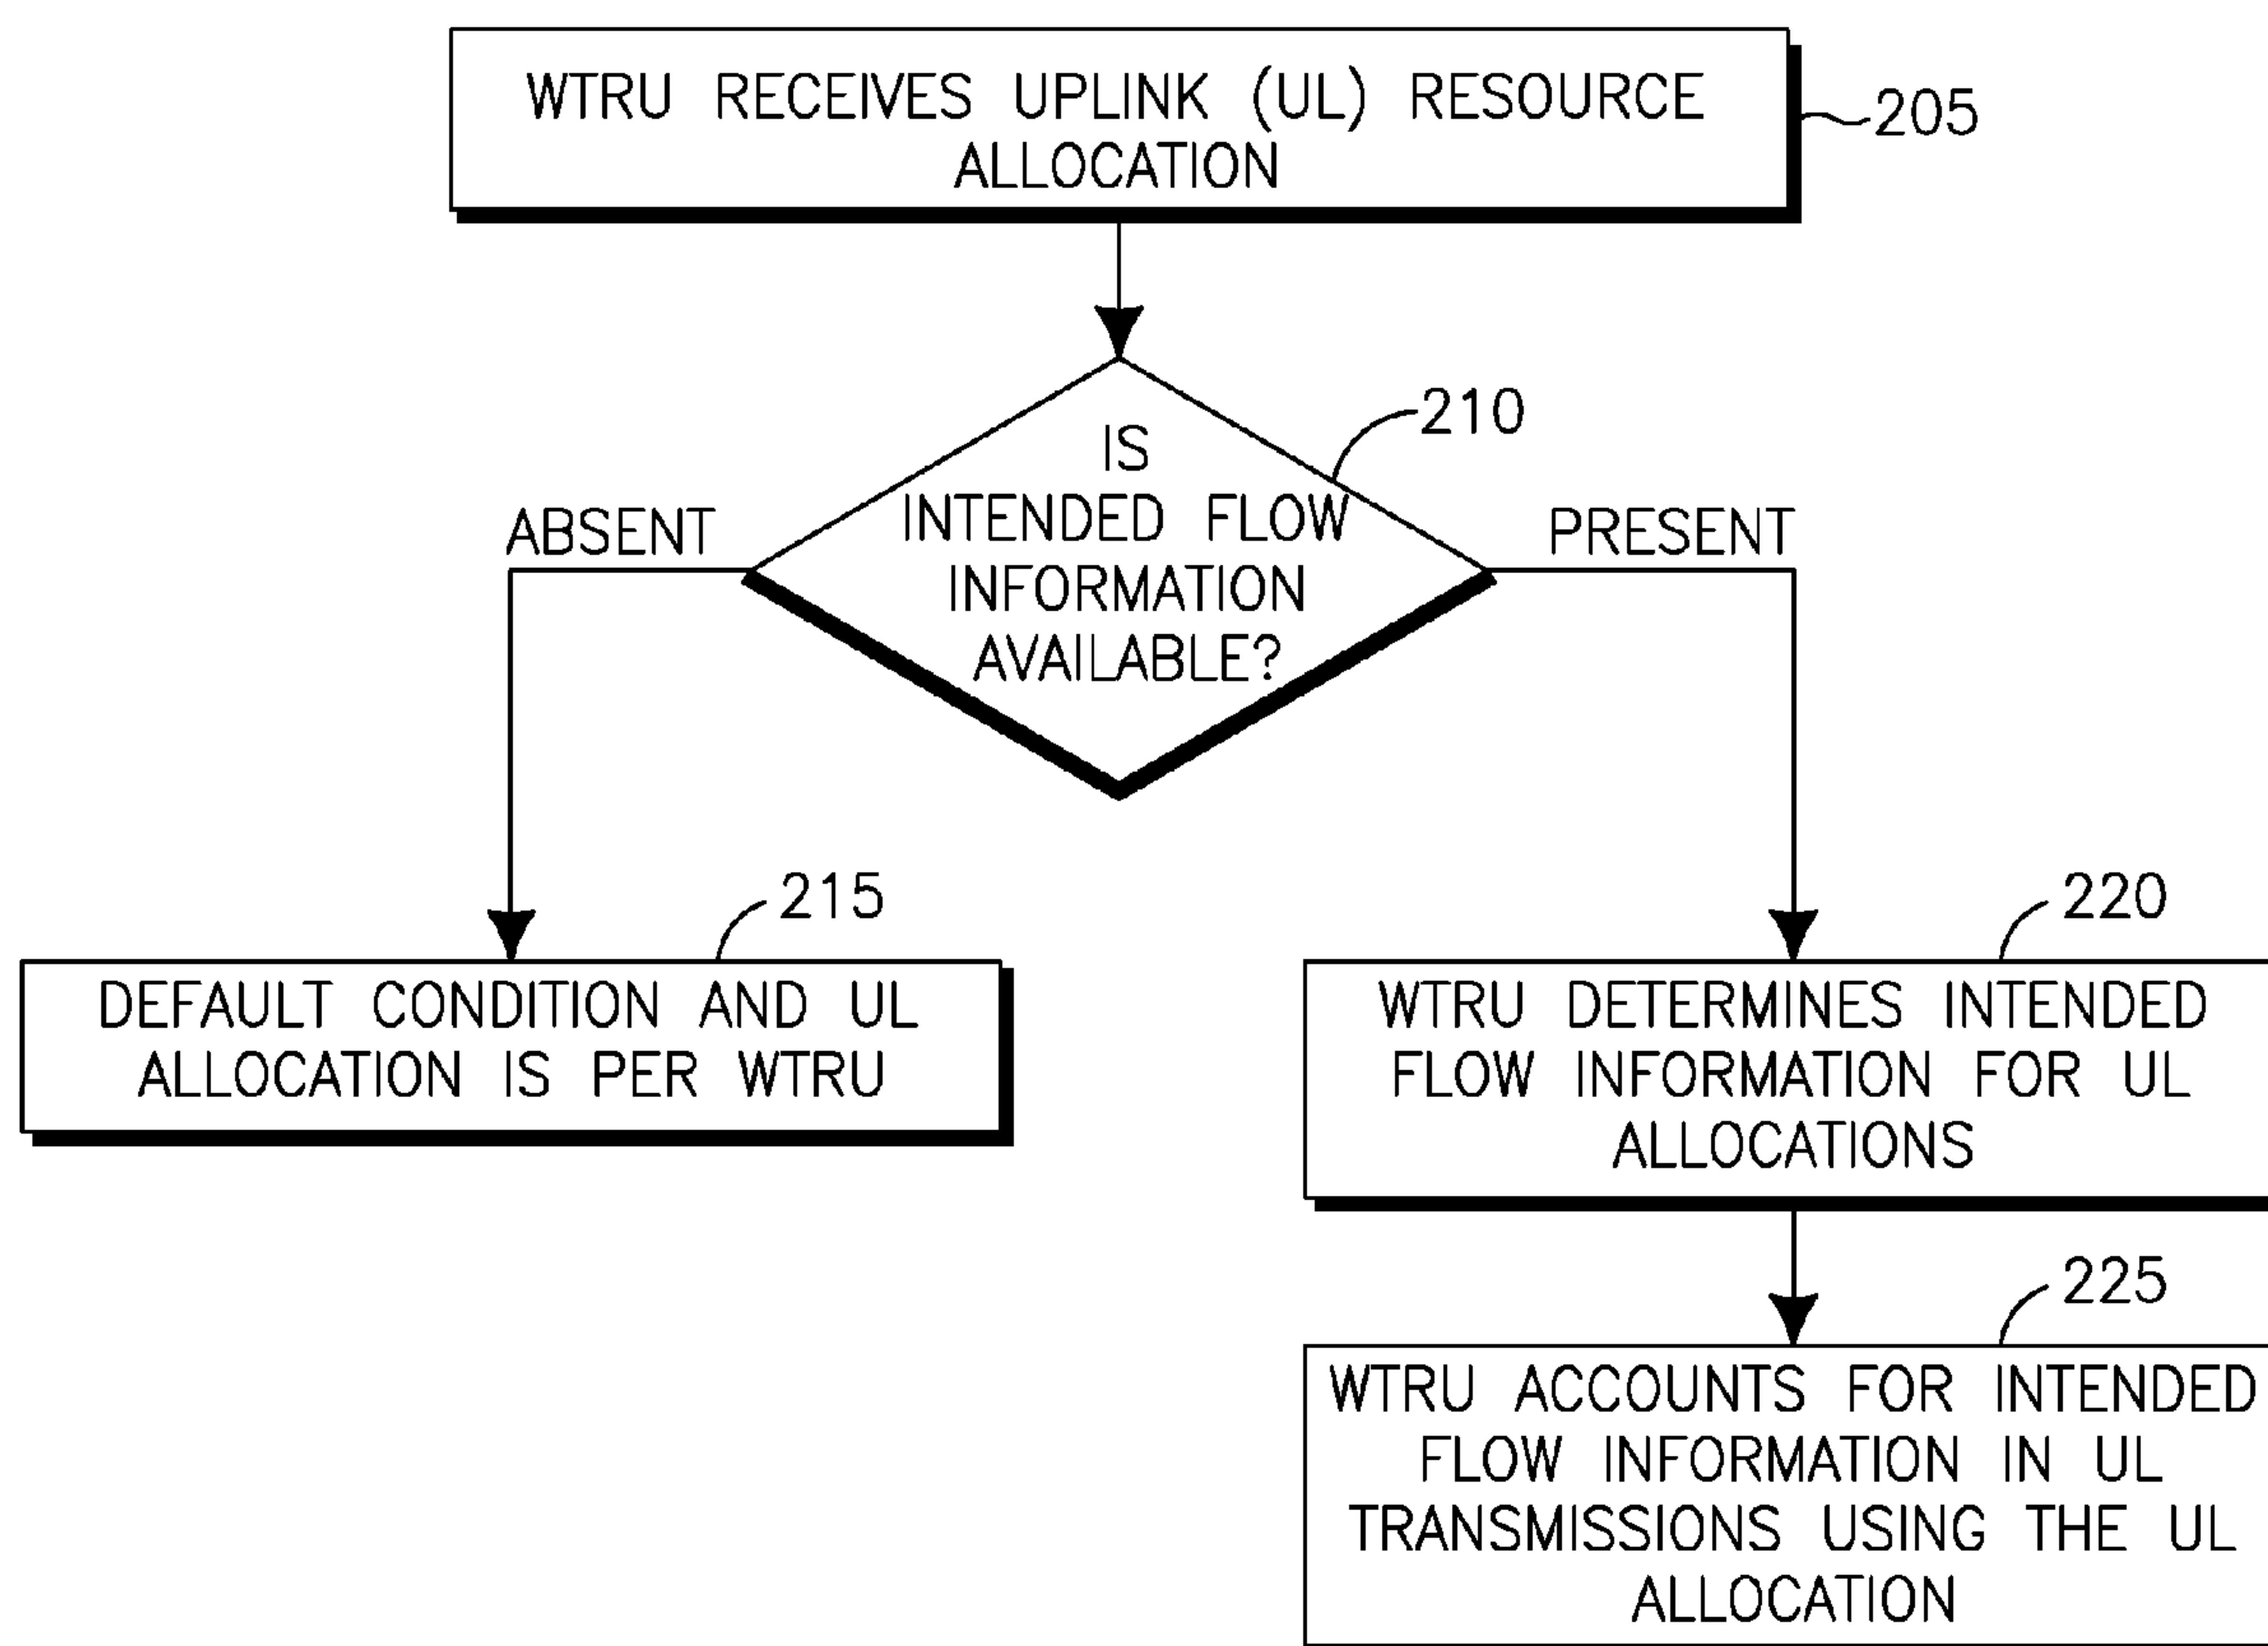 WTRU RECEIVES UPLINK (UL) RESOURCE
ALLOCATION
205
210
IS
INTENDED FLOW
INFORMATION
AVAILABLE?
ABSENT
PRESENT
215
DEFAULT CONDITION AND UL
ALLOCATION IS PER WTRU
220
WTRU DETERMINES INTENDED
FLOW INFORMATION FOR UL
ALLOCATIONS
225
WTRU ACCOUNTS FOR INTENDED
FLOW INFORMATION IN UL
TRANSMISSIONS USING THE UL
ALLOCATION